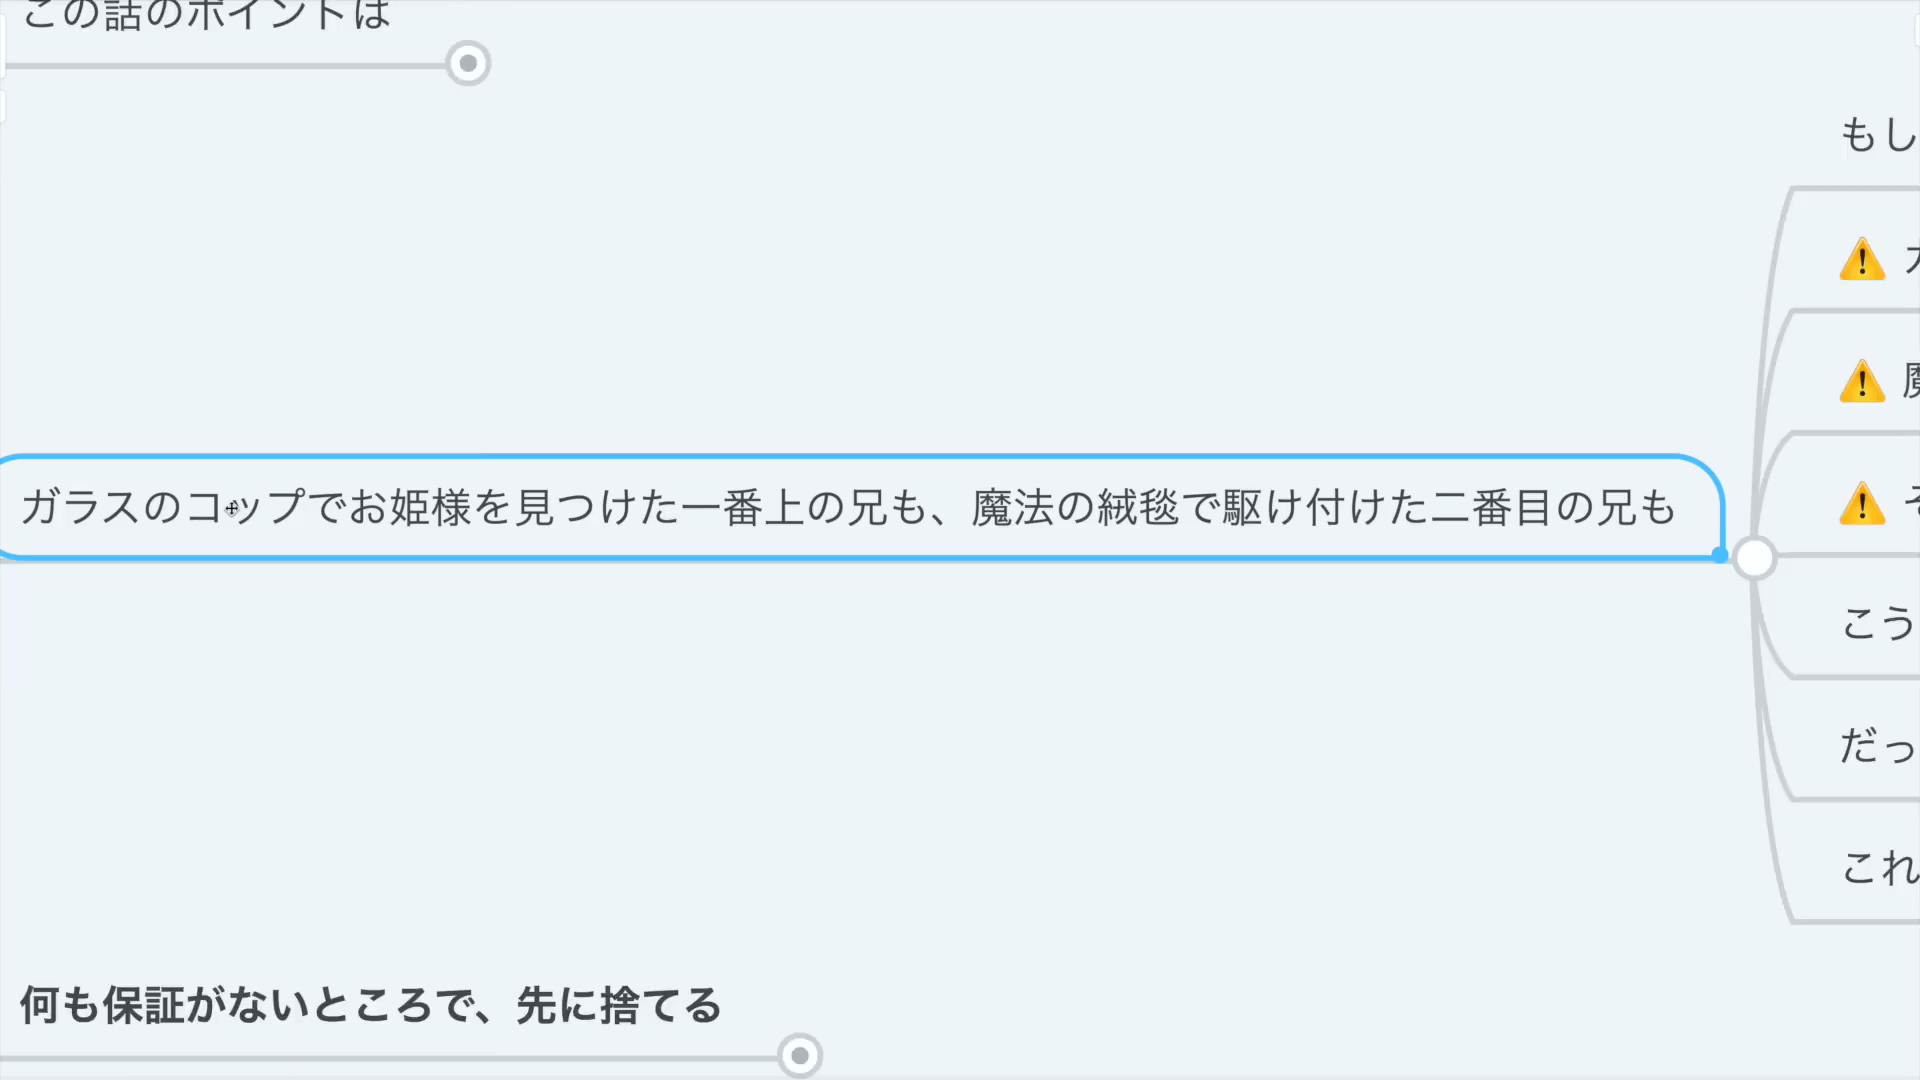 この話のポイントは
もし
ガラスのコップでお姫様を見つけた一番上の兄も、魔法の絨毯で駆け付けた二番目の兄も
こう
だっ
これ
何も保証がないところで、先に捨てる